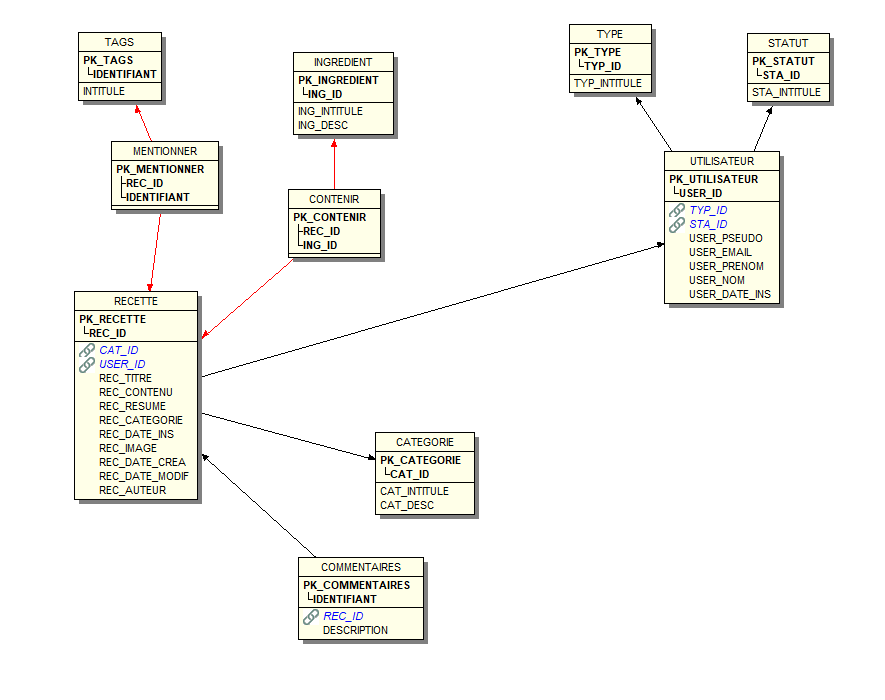 TAGS
PK_TAGS
IDENTIFIANT
INTITULE
INGREDIENT
PK_INGREDIENT
ING_ID
ING_INTITULE
ING_DESC
TYPE
PK_TYPE
TYP_ID
TYP_INTITULE
STATUT
PK_STATUT
STA_ID
STA_INTITULE
MENTIONNER
PK_MENTIONNER
REC_ID
IDENTIFIANT
CONTENIR
PK_CONTENIR
REC_ID
ING_ID
UTILISATEUR
PK_UTILISATEUR
USER_ID
TYP_ID
STA_ID
USER_PSEUDO
USER_EMAIL
USER_PRENOM
USER_NOM
USER_DATE_INS
RECETTE
PK_RECETTE
REC_ID
CAT_ID
USER_ID
REC_TITRE
REC_CONTENU
REC_RESUME
REC_CATEGORIE
REC_DATE_INS
REC_IMAGE
REC_DATE_CREA
REC_DATE_MODIF
REC_AUTEUR
CATEGORIE
PK_CATEGORIE
CAT_ID
CAT_INTITULE
CAT_DESC
COMMENTAIRES
PK_COMMENTAIRES
IDENTIFIANT
REC_ID
DESCRIPTION